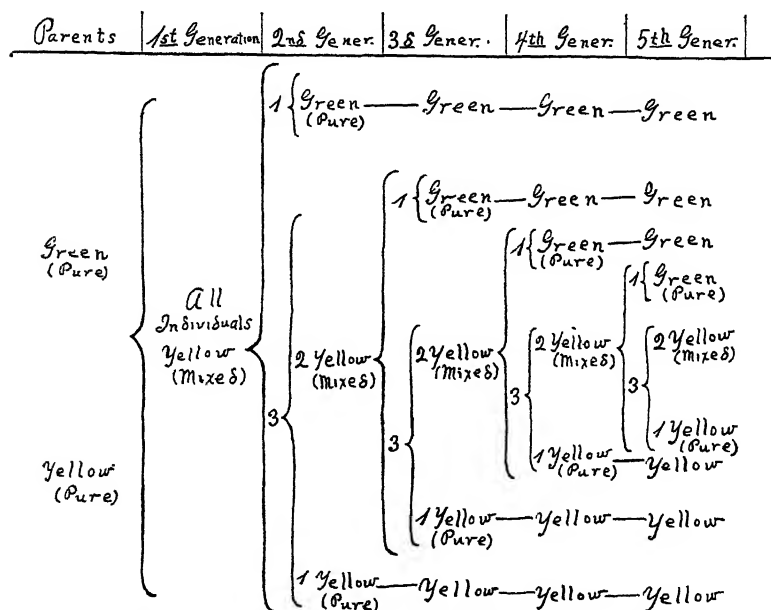 Parents 1st Generation 2nd Gener. 3d Gener. 4th Gener. 5th Gener.
1 Green — Green — Green — Green
(Pure)
1 Green — Green — Green
(Pure)
1 Green — Green
(Pure)
1 Green
(Pure)
Green
(Pure)
All
Individuals
Yellow
(Mixed)
2 Yellow
(Mixed)
2 Yellow
(Mixed)
2 Yellow
(Mixed)
2 Yellow
(Mixed)
3
3
3
3
1 Yellow
(Pure)
Yellow
(Pure)
1 Yellow — Yellow
(Pure)
1 Yellow — Yellow — Yellow
(Pure)
1 Yellow — Yellow — Yellow — Yellow
(Pure)